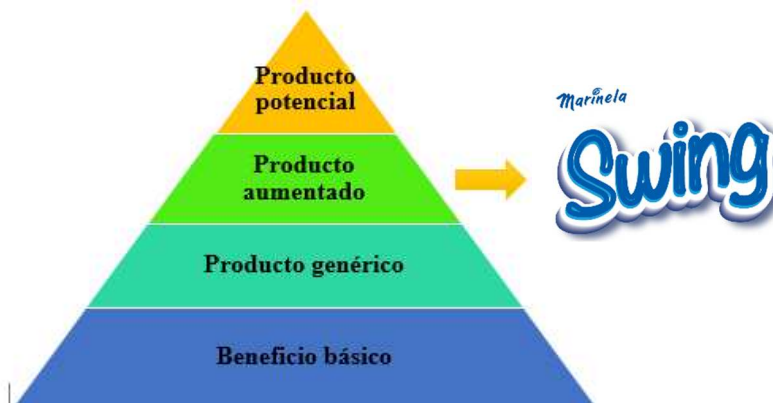 Producto
potencial
Producto
aumentado
Producto genérico
Beneficio básico
Marinela
Swing